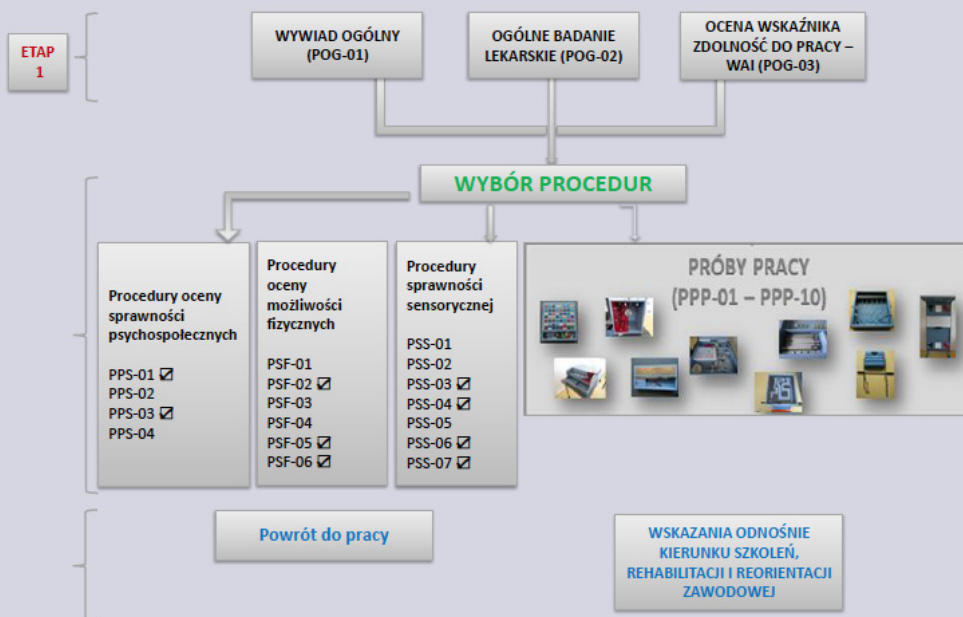 ETAP
1
WYWIAD OGÓLNY
(POG-01)
OGÓLNE BADANIE
LEKARSKIE (POG-02)
OCENA WSKAŹNIKA
ZDOLNOŚĆ DO PRACY –
WAI (POG-03)
WYBÓR PROCEDUR
Procedury oceny
sprawności
psychospołecznych
PPS-01 ☑
PPS-02
PPS-03 ☑
PPS-04
Procedury
oceny
możliwości
fizycznych
PSF-01
PSF-02 ☑
PSF-03
PSF-04
PSF-05 ☑
PSF-06 ☑
Procedury
sprawności
sensorycznej
PSS-01
PSS-02
PSS-03 ☑
PSS-04 ☑
PSS-05
PSS-06 ☑
PSS-07 ☑
PRÓBY PRACY
(PPP-01 – PPP-10)
Powrót do pracy
WSKAZANIA ODNOŚNIE
KIERUNKU SZKOLEŃ,
REHABILITACJI I REORIENTACJI
ZAWODOWEJ